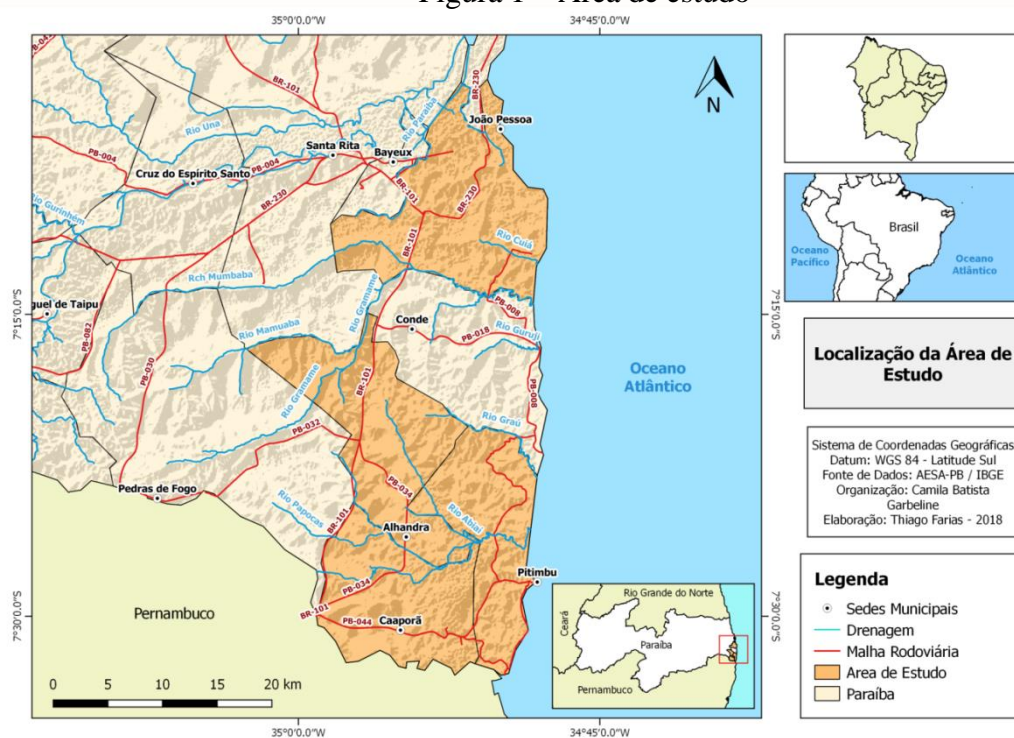 Figura 1 – Área de estudo
35°0'0.0"W
34°45'0.0"W
BR-101
BR-230
João Pessoa
Rio Paraíba
Rio Una
Santa Rita
Bayeux
PB-004
PB-004
Cruz do Espírito Santo
BR-230
BR-101
BR-230
Rio Gurinhém
Rio Cuiá
BR-101
Rch Mumbaba
Rio Gramame
guel de Taipu
PB-008
7°15'0.0"S
7°15'0.0"S
Conde
Rio Guruji
PB-018
Rio Mamuaba
PB-082
PB-030
BR-101
PB-008
Rio Gramame
Rio Graú
PB-032
Pedras de Fogo
PB-034
Rio Papocas
BR-101
Alhandra
Rio Abiaí
PB-034
Pitimbu
BR-101
PB-044
Caaporã
7°30'0.0"S
7°30'0.0"S
Pernambuco
Oceano
Atlântico
N
0 5 10 15 20 km
35°0'0.0"W
34°45'0.0"W
Rio Grande do Norte
Ceará
Paraíba
Pernambuco
Brasil
Oceano
Pacífico
Oceano
Atlântico
Localização da Área de
Estudo
Sistema de Coordenadas Geográficas
Datum: WGS 84 - Latitude Sul
Fonte de Dados: AESA-PB / IBGE
Organização: Camila Batista
Garbeline
Elaboração: Thiago Farias - 2018
Legenda
Sedes Municipais
Drenagem
Malha Rodoviária
Área de Estudo
Paraíba